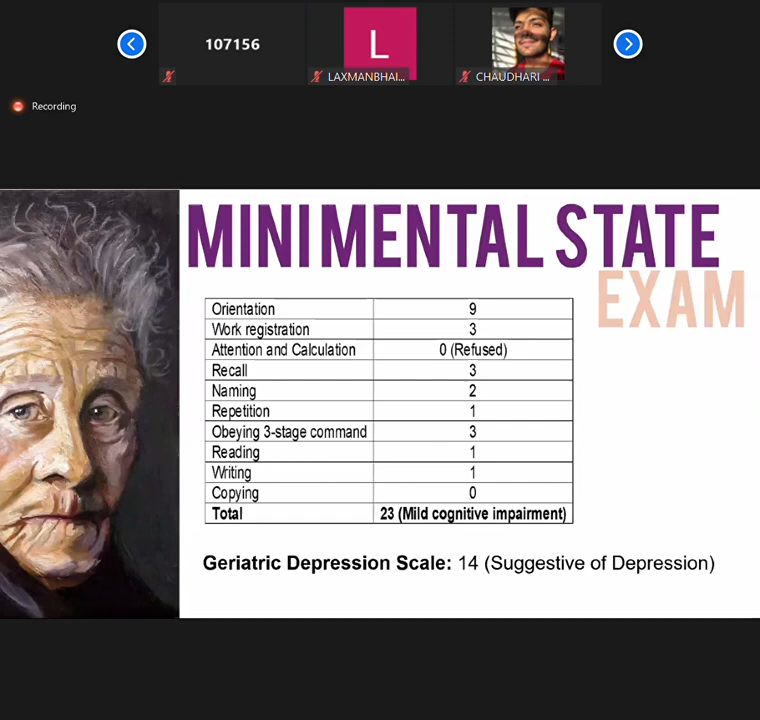 107156
L
LAXMANBHAI...
CHAUDHARI ...
Recording
MINI MENTAL STATE
EXAM
Orientation 9
Work registration 3
Attention and Calculation 0 (Refused)
Recall 3
Naming 2
Repetition 1
Obeying 3-stage command 3
Reading 1
Writing 1
Copying 0
Total 23 (Mild cognitive impairment)
Geriatric Depression Scale: 14 (Suggestive of Depression)